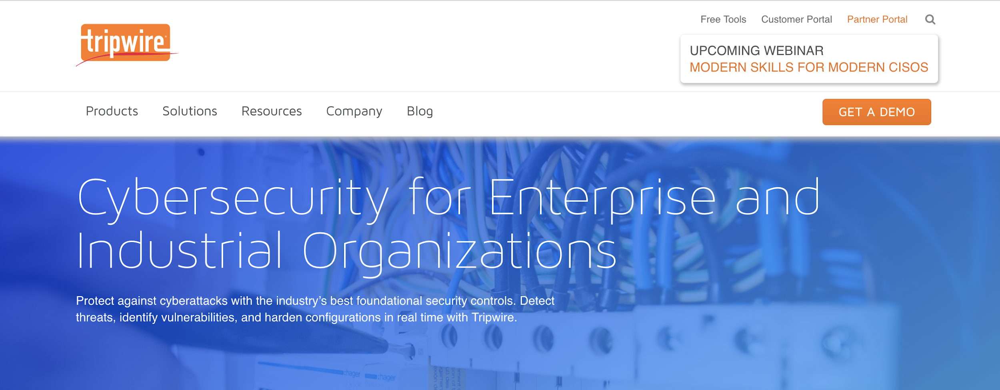 Free Tools Customer Portal Partner Portal
tripwire
UPCOMING WEBINAR
MODERN SKILLS FOR MODERN CISOS
Products Solutions Resources Company Blog
GET A DEMO
Cybersecurity for Enterprise and
Industrial Organizations
Protect against cyberattacks with the industry’s best foundational security controls. Detect
threats, identify vulnerabilities, and harden configurations in real time with Tripwire.
:hager :hager